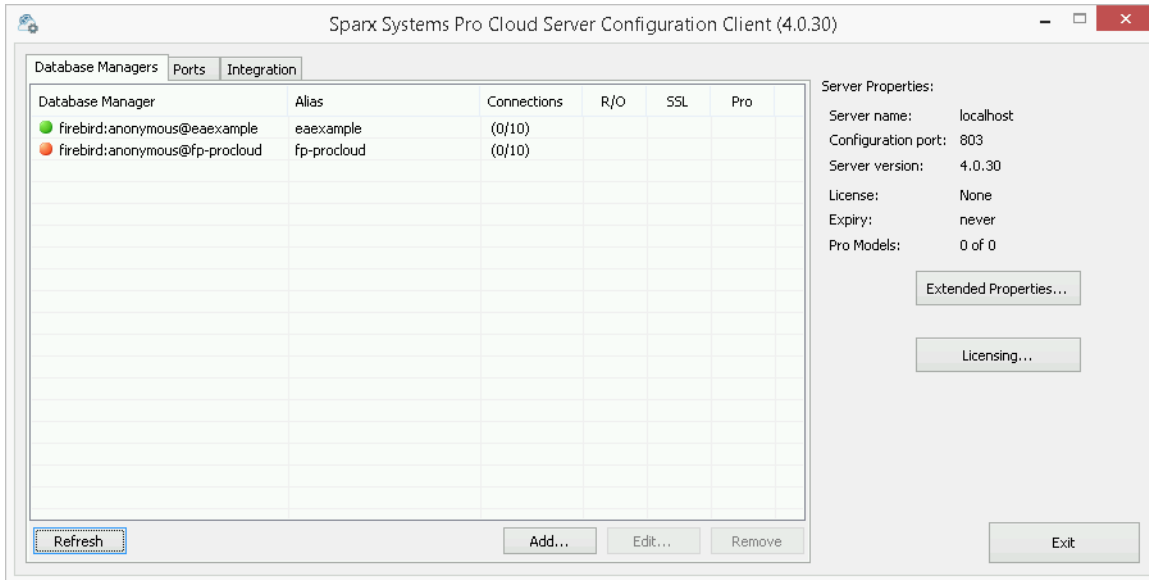 Sparx Systems Pro Cloud Server Configuration Client (4.0.30)
Database Managers Ports Integration
Database Manager Alias Connections R/O SSL Pro
firebird:anonymous@eaexample eaexample (0/10)
firebird:anonymous@fp-procloud fp-procloud (0/10)
Refresh Add... Edit... Remove
Server Properties:
Server name: localhost
Configuration port: 803
Server version: 4.0.30
License: None
Expiry: never
Pro Models: 0 of 0
Extended Properties...
Licensing...
Exit